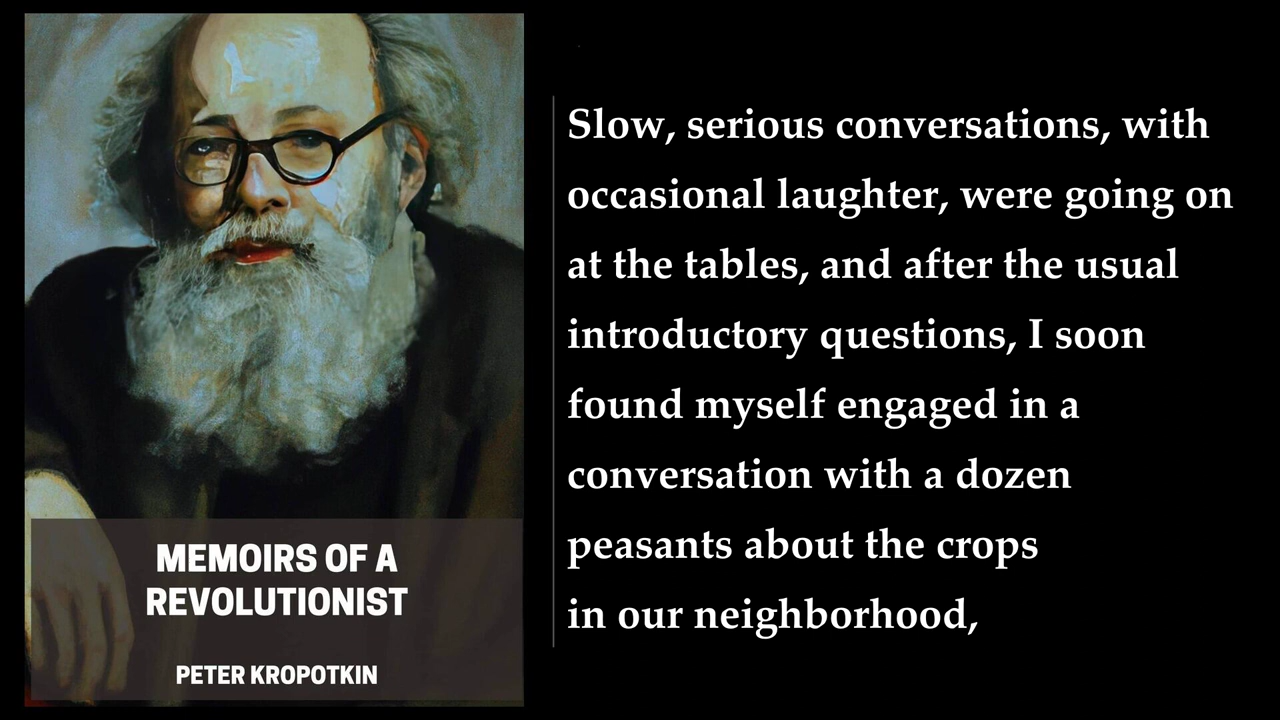 MEMOIRS OF A
REVOLUTIONIST
PETER KROPOTKIN
Slow, serious conversations, with
occasional laughter, were going on
at the tables, and after the usual
introductory questions, I soon
found myself engaged in a
conversation with a dozen
peasants about the crops
in our neighborhood,